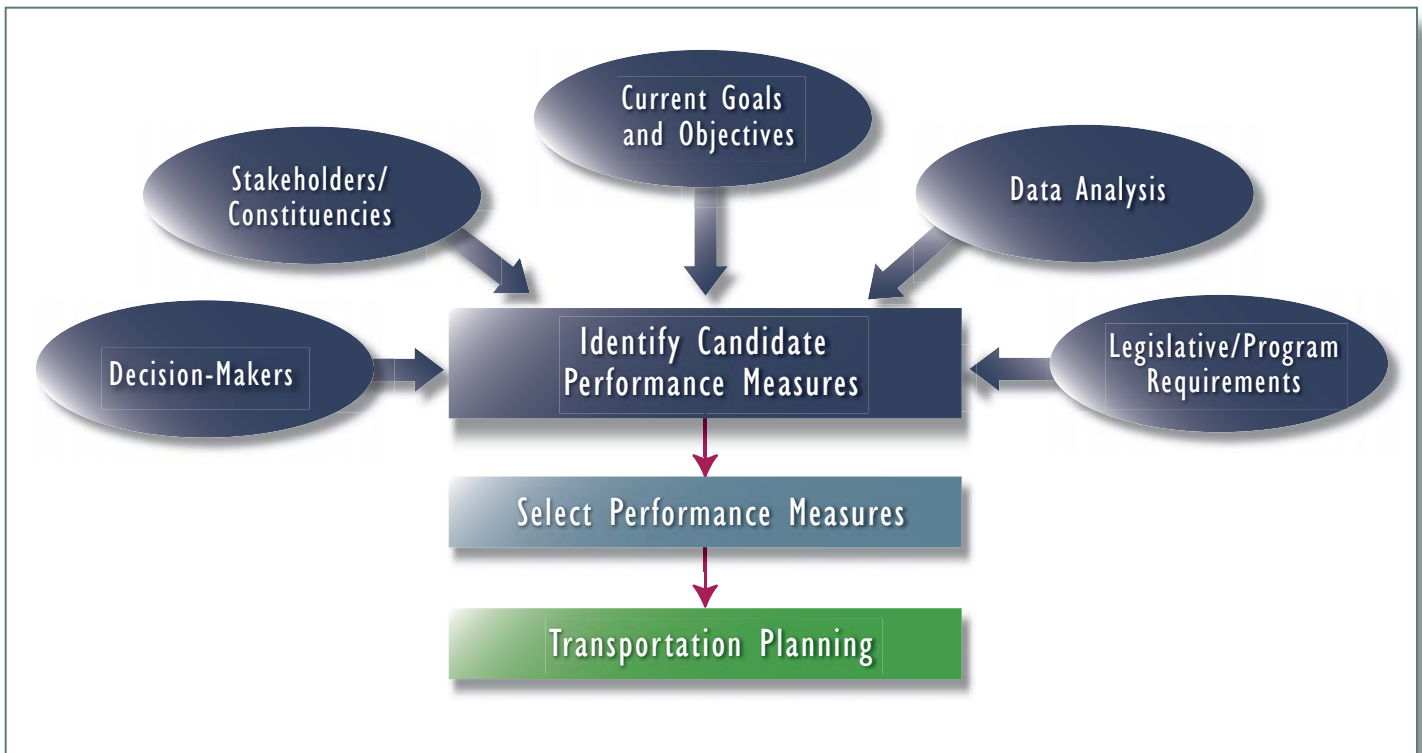 Current Goals
and Objectives
Stakeholders/
Constituencies
Data Analysis
Decision-Makers
Identify Candidate
Performance Measures
Legislative/Program
Requirements
Select Performance Measures
Transportation Planning